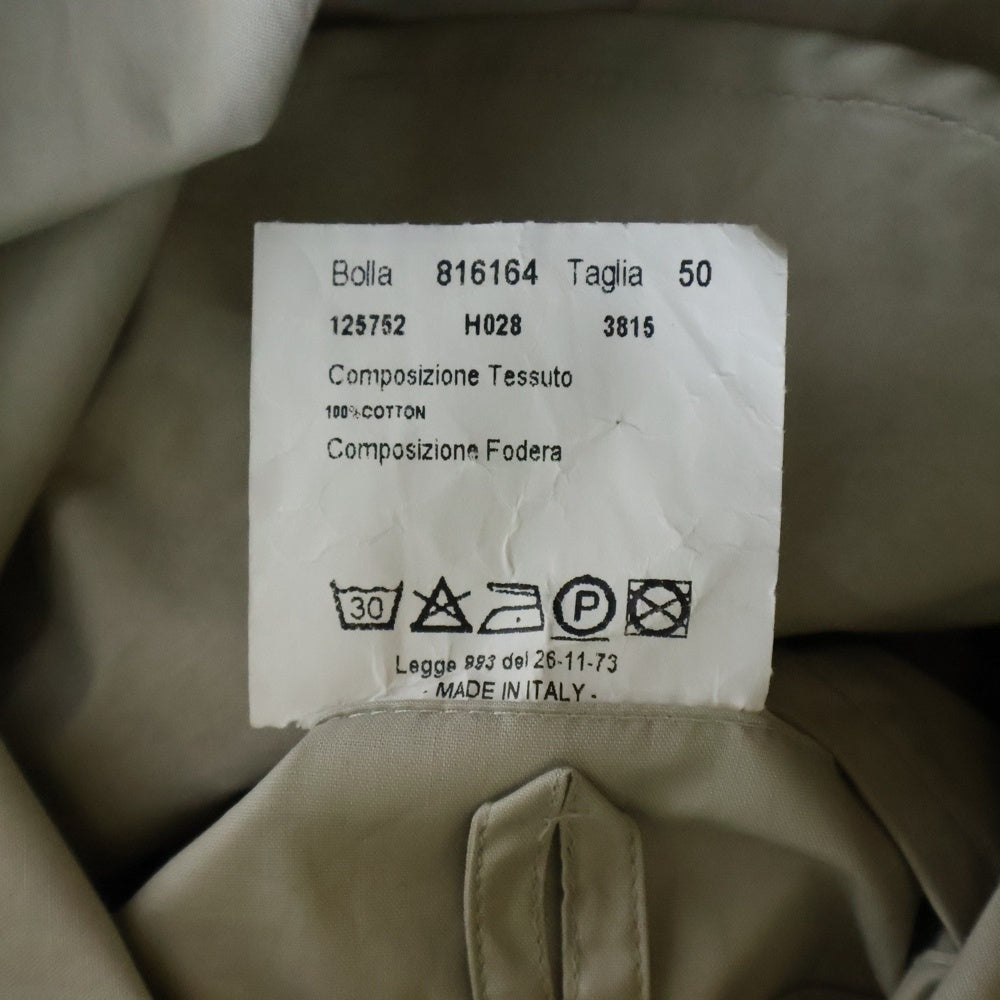 Bolla 816164 Taglia 50
125752 H028 3815
Composizione Tessuto
100% COTTON
Composizione Fodera
30 P
Legge 883 del 26-11-73
- MADE IN ITALY -